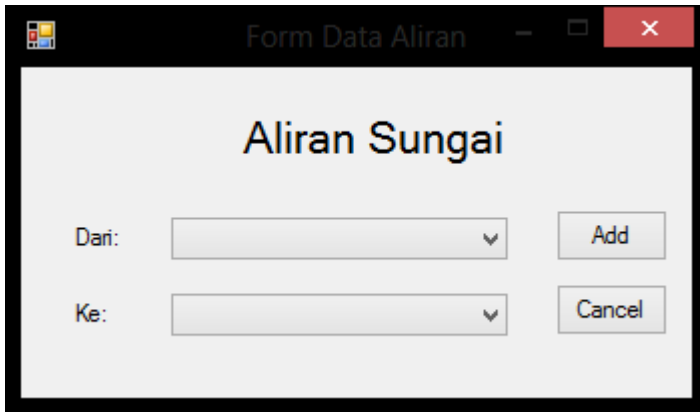 Form Data Aliran
Aliran Sungai
Dari:
Add
Ke:
Cancel